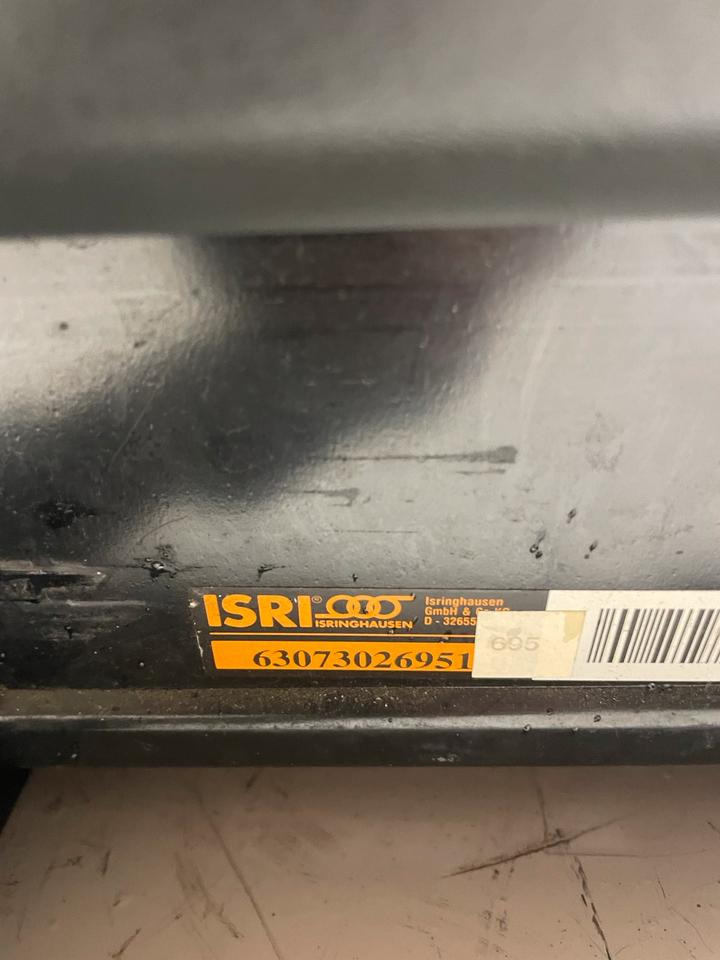 ISRI®
ISRINGHAUSEN
Isringhausen
GmbH & Co KG
D - 32655
63073026951
695